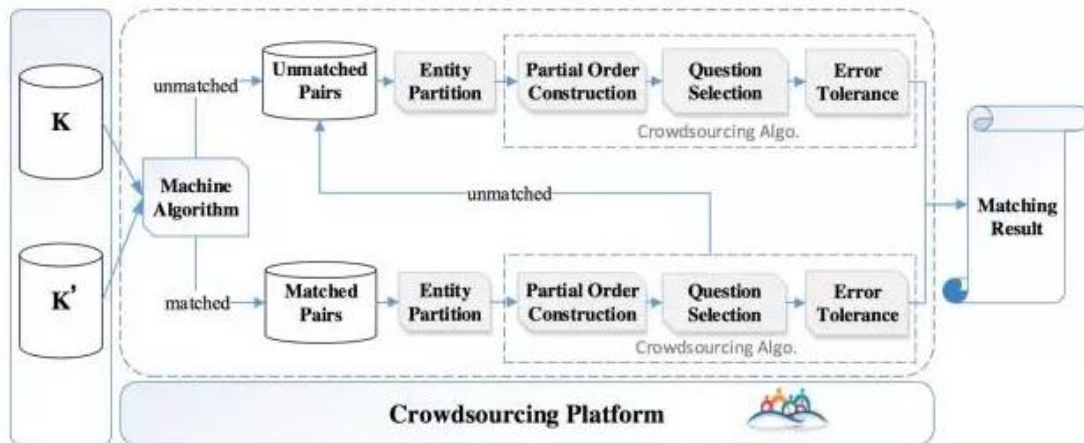 K
K'
Machine
Algorithm
unmatched
matched
Unmatched
Pairs
Entity
Partition
Partial Order
Construction
Question
Selection
Error
Tolerance
Crowdsourcing Algo.
unmatched
Matched
Pairs
Entity
Partition
Partial Order
Construction
Question
Selection
Error
Tolerance
Crowdsourcing Algo.
Matching
Result
Crowdsourcing Platform